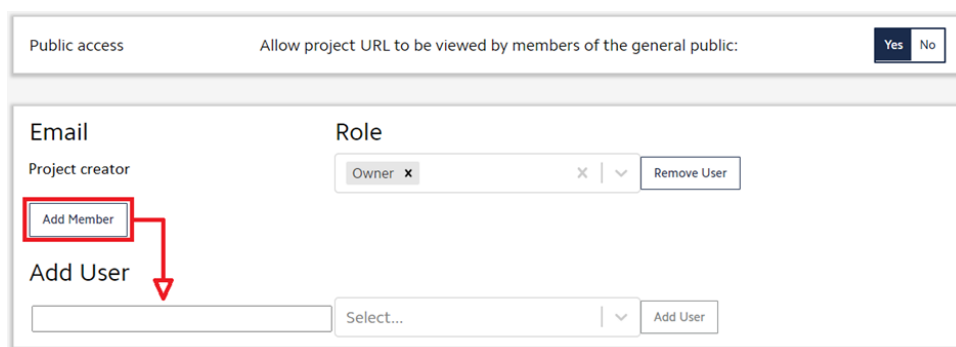 Public access Allow project URL to be viewed by members of the general public: Yes No
Email Role
Project creator Owner x X Remove User
Add Member
Add User
Select... Add User